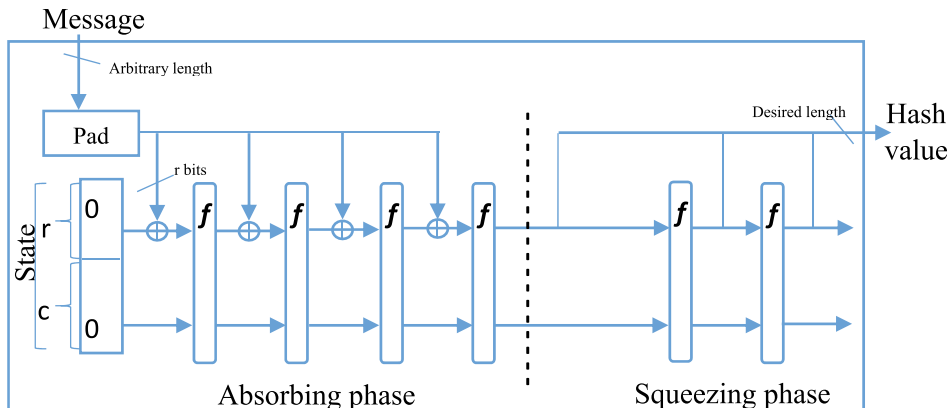 Message
Arbitrary length
Desired length
Hash
value
Pad
r bits
State
r
c
0
0
f
f
f
f
f
f
Absorbing phase
Squeezing phase